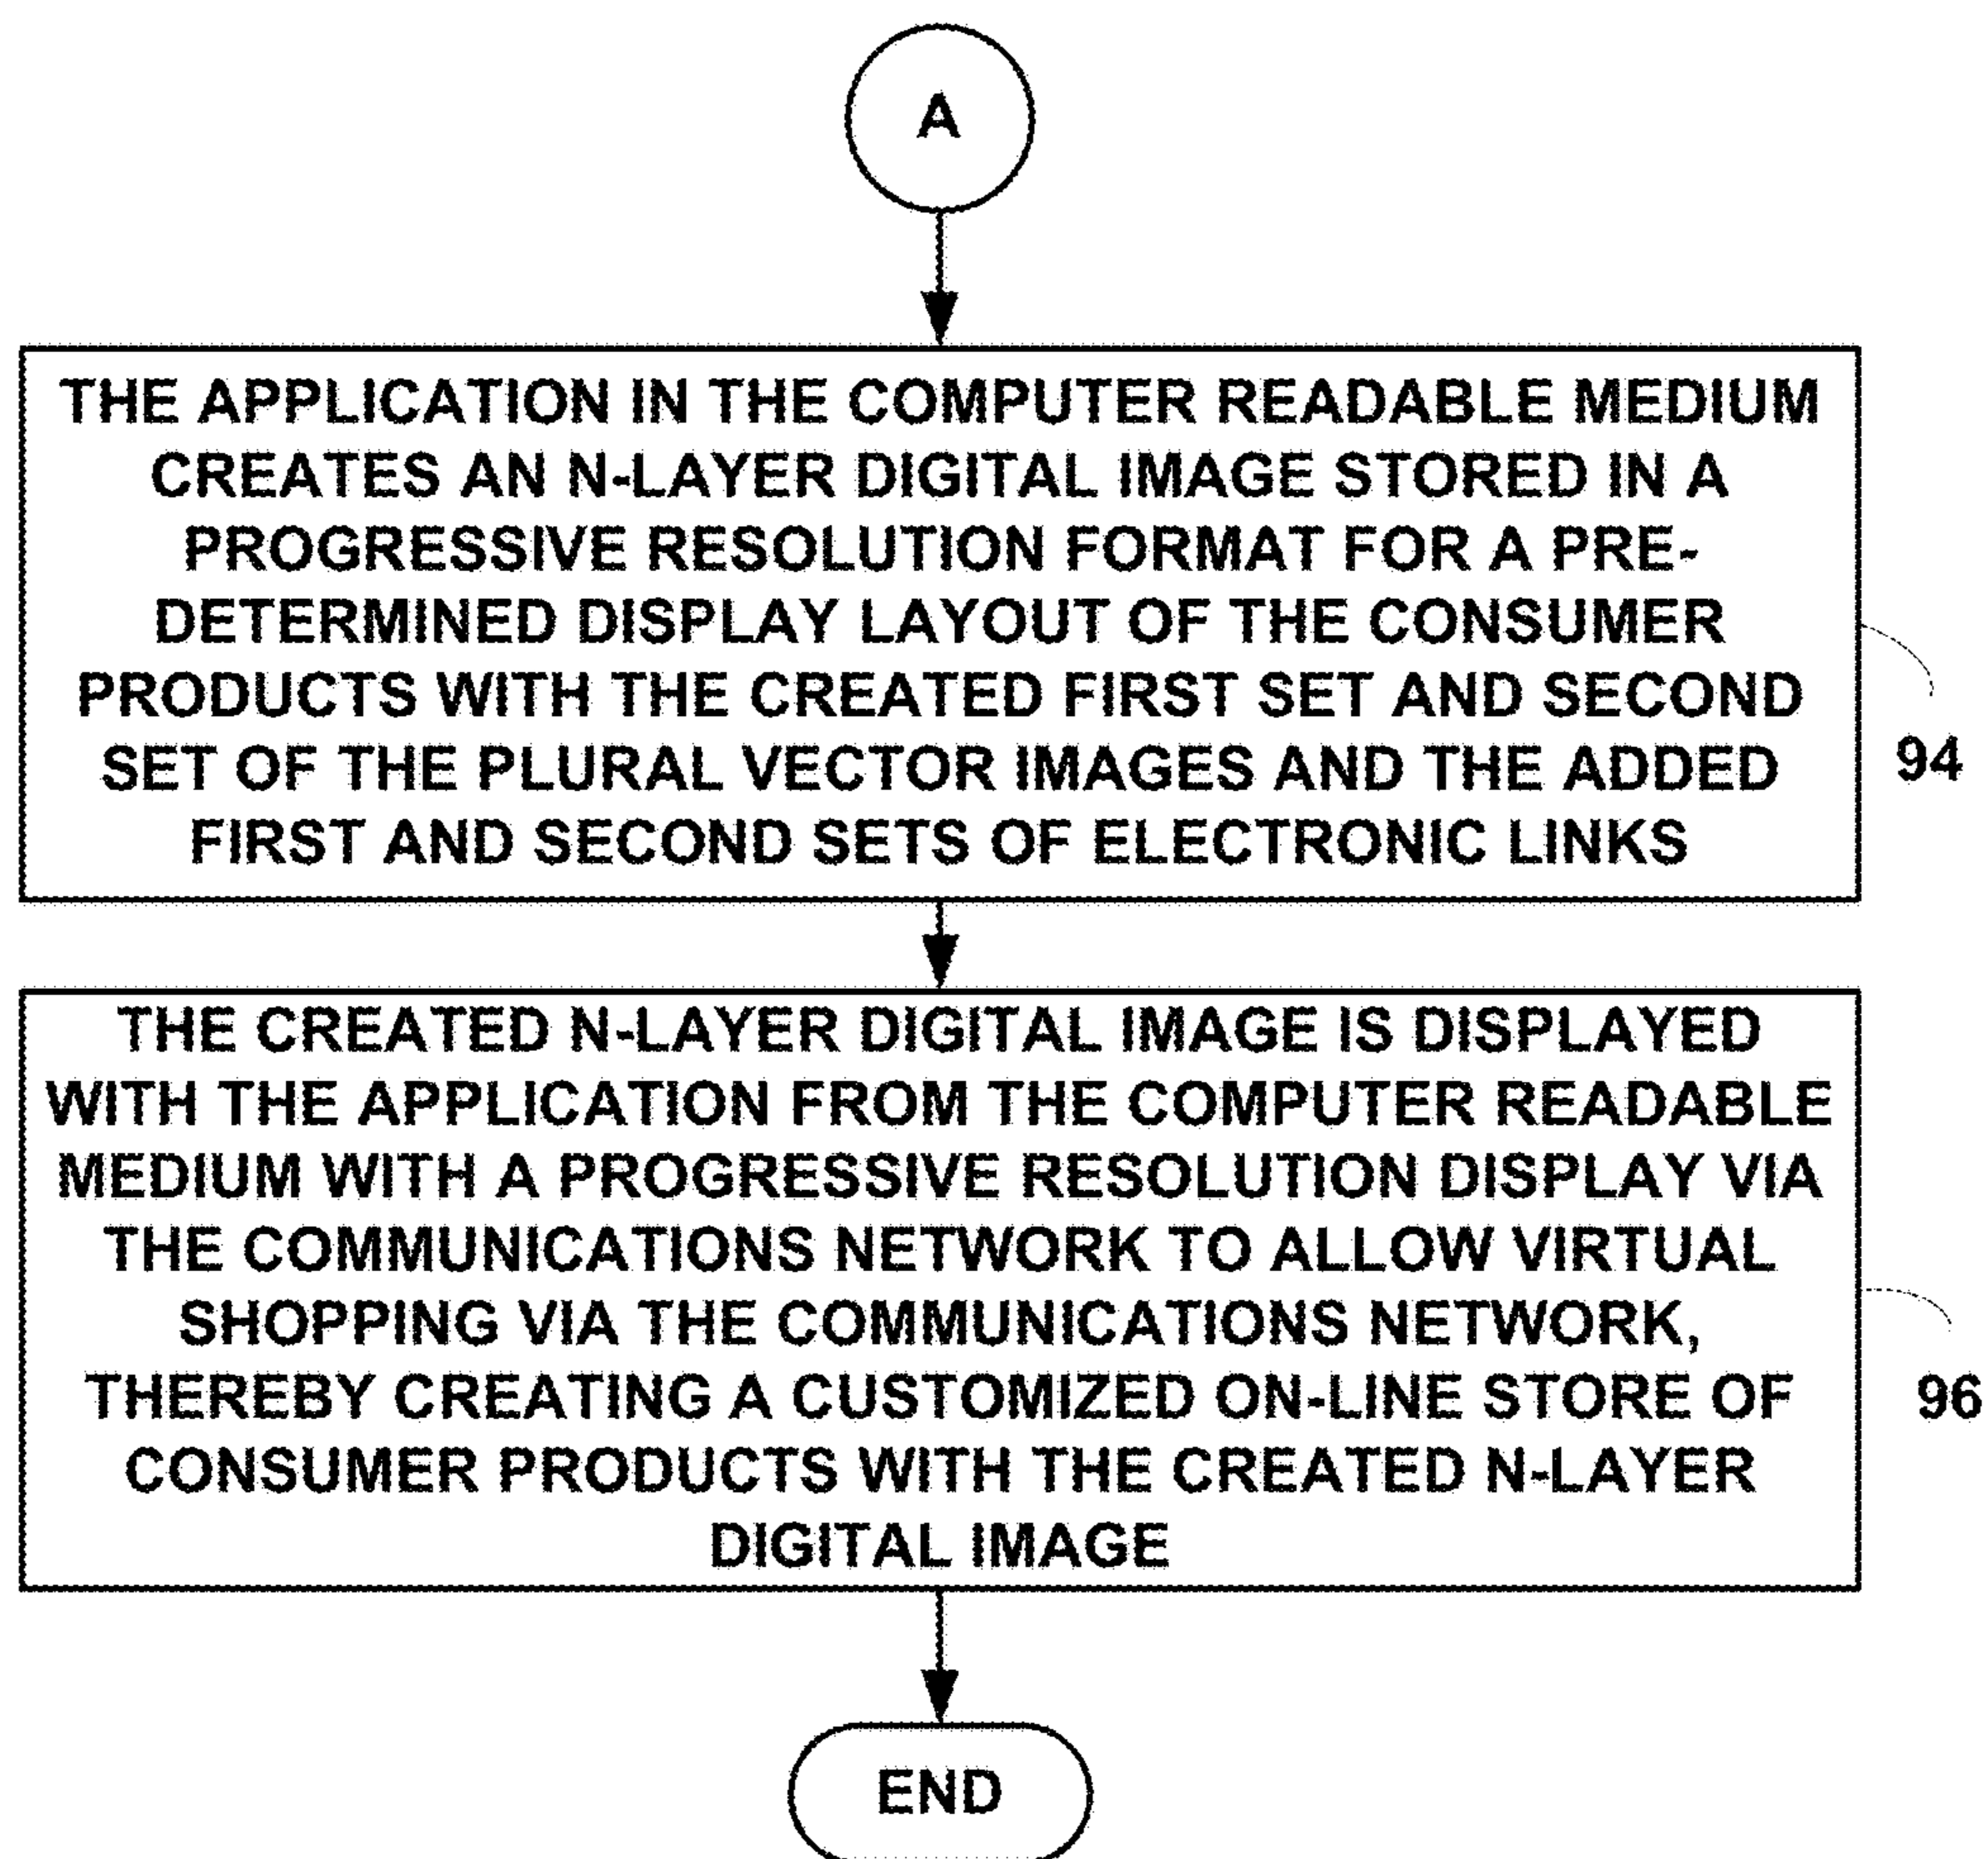 A
THE APPLICATION IN THE COMPUTER READABLE MEDIUM
CREATES AN N-LAYER DIGITAL IMAGE STORED IN A
PROGRESSIVE RESOLUTION FORMAT FOR A PRE-
DETERMINED DISPLAY LAYOUT OF THE CONSUMER
PRODUCTS WITH THE CREATED FIRST SET AND SECOND
SET OF THE PLURAL VECTOR IMAGES AND THE ADDED
FIRST AND SECOND SETS OF ELECTRONIC LINKS
94
THE CREATED N-LAYER DIGITAL IMAGE IS DISPLAYED
WITH THE APPLICATION FROM THE COMPUTER READABLE
MEDIUM WITH A PROGRESSIVE RESOLUTION DISPLAY VIA
THE COMMUNICATIONS NETWORK TO ALLOW VIRTUAL
SHOPPING VIA THE COMMUNICATIONS NETWORK,
THEREBY CREATING A CUSTOMIZED ON-LINE STORE OF
CONSUMER PRODUCTS WITH THE CREATED N-LAYER
DIGITAL IMAGE
96
END